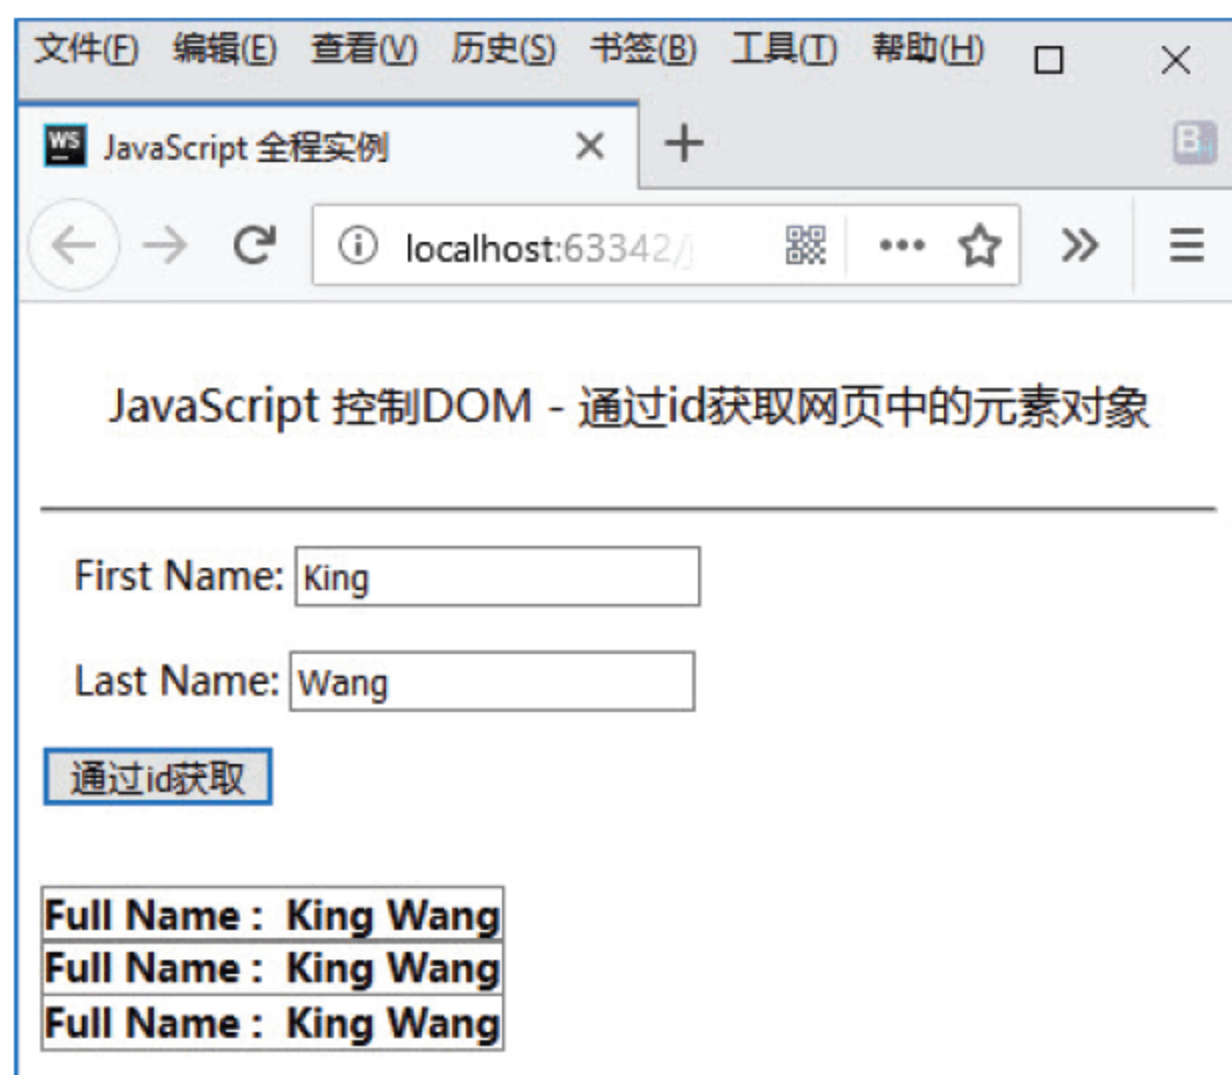 文件(F) 编辑(E) 查看(V) 历史(S) 书签(B) 工具(T) 帮助(H)
WS JavaScript 全程实例
localhost:63342/j
JavaScript 控制DOM - 通过id获取网页中的元素对象
First Name: King
Last Name: Wang
通过id获取
Full Name : King Wang
Full Name : King Wang
Full Name : King Wang